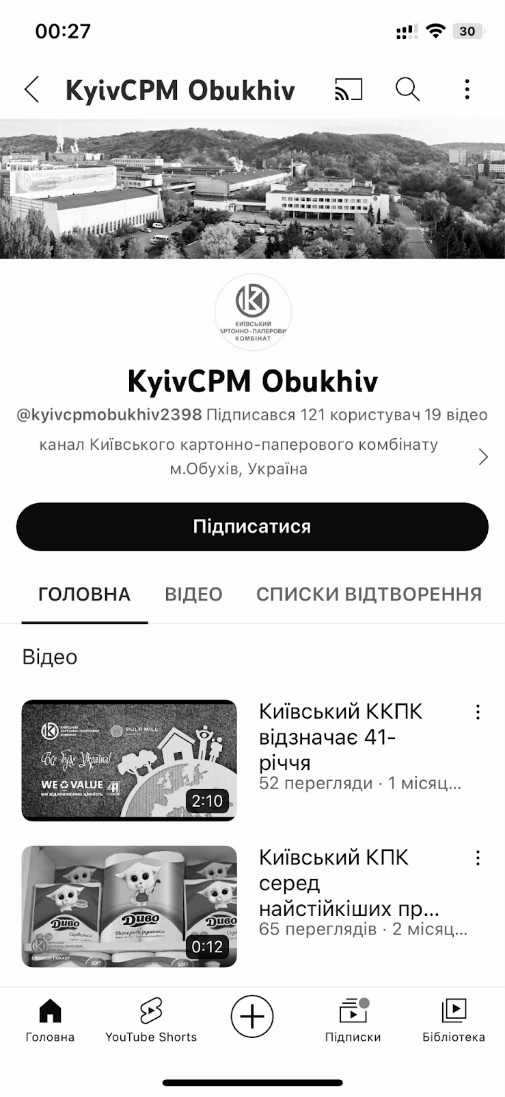 00:27
30
KyivCPM Obukhiv
КИЇВСЬКИЙ
АРТОННО-ПАПЕРОВИ
КОМБІНАТ
KyivCPM Obukhiv
@kyivcpmobukhiv2398 Підписався 121 користувач 19 відео
канал Київського картонно-паперового комбінату
м.Обухів, Україна
Підписатися
ГОЛОВНА ВІДЕО СПИСКИ ВІДТВОРЕННЯ
Відео
PULP MILL
Все буде Україна!
WE VALUE
2:10
Київський ККПК
відзначає 41-
річчя
52 перегляди · 1 місяц...
Диво
Диво
Диво
0:12
Київський КПК
серед
найстійкіших пр...
65 переглядів · 2 місяц...
Головна
YouTube Shorts
Підписки
Бібліотека